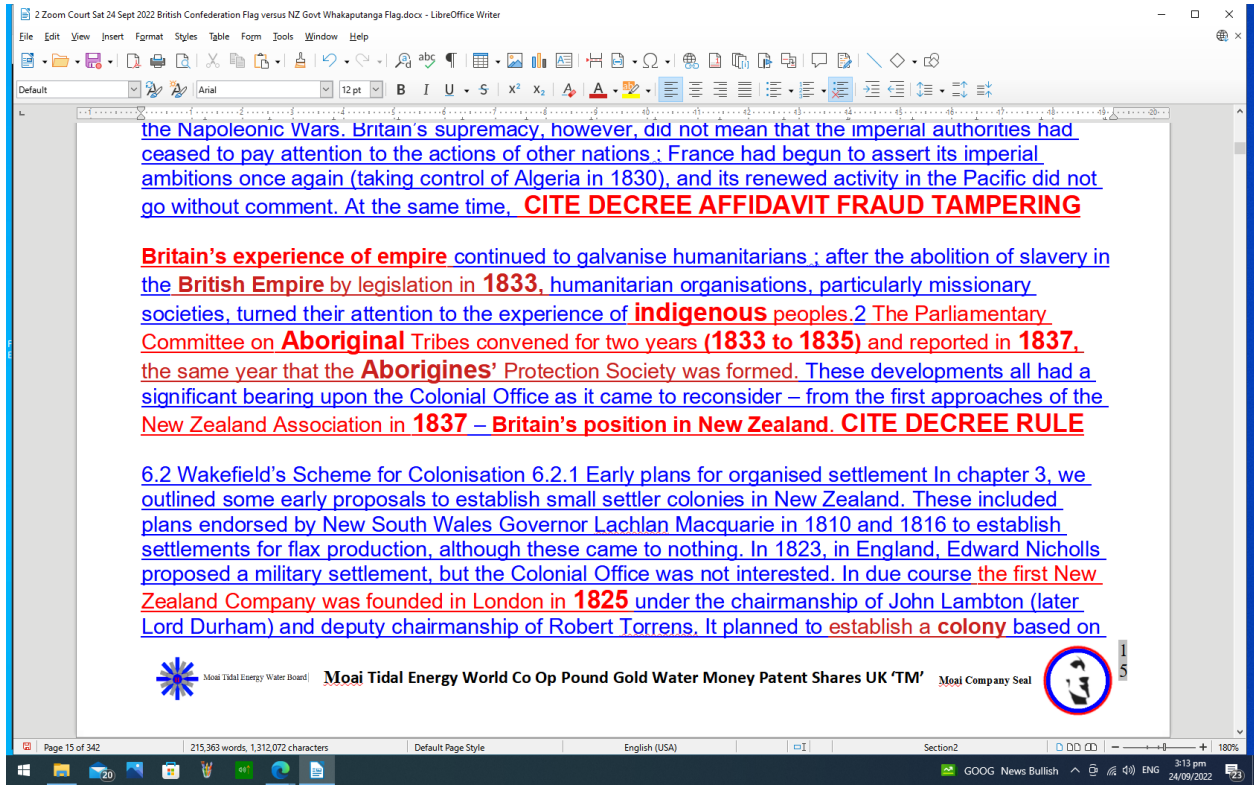 2 Zoom Court Sat 24 Sept 2022 British Confederation Flag versus NZ Govt Whakaputanga Flag.docx - LibreOffice Writer
File Edit View Insert Format Styles Table Form Tools Window Help
Default Arial 12 pt B I U S X² X₂ A A
the Napoleonic Wars. Britain's supremacy, however, did not mean that the imperial authorities had
ceased to pay attention to the actions of other nations ; France had begun to assert its imperial
ambitions once again (taking control of Algeria in 1830), and its renewed activity in the Pacific did not
go without comment. At the same time, CITE DECREE AFFIDAVIT FRAUD TAMPERING
Britain's experience of empire continued to galvanise humanitarians ; after the abolition of slavery in
the British Empire by legislation in 1833, humanitarian organisations, particularly missionary
societies, turned their attention to the experience of indigenous peoples.2 The Parliamentary
Committee on Aboriginal Tribes convened for two years (1833 to 1835) and reported in 1837,
the same year that the Aborigines' Protection Society was formed. These developments all had a
significant bearing upon the Colonial Office as it came to reconsider – from the first approaches of the
New Zealand Association in 1837 – Britain's position in New Zealand. CITE DECREE RULE
6.2 Wakefield's Scheme for Colonisation 6.2.1 Early plans for organised settlement In chapter 3, we
outlined some early proposals to establish small settler colonies in New Zealand. These included
plans endorsed by New South Wales Governor Lachlan Macquarie in 1810 and 1816 to establish
settlements for flax production, although these came to nothing. In 1823, in England, Edward Nicholls
proposed a military settlement, but the Colonial Office was not interested. In due course the first New
Zealand Company was founded in London in 1825 under the chairmanship of John Lambton (later
Lord Durham) and deputy chairmanship of Robert Torrens. It planned to establish a colony based on
Moai Tidal Energy Water Board Moai Tidal Energy World Co Op Pound Gold Water Money Patent Shares UK 'TM' Moai Company Seal
1
5
Page 15 of 342 215,363 words, 1,312,072 characters Default Page Style English (USA) Section2 180%
20 GOOG News Bullish ENG 3:13 pm
24/09/2022 23